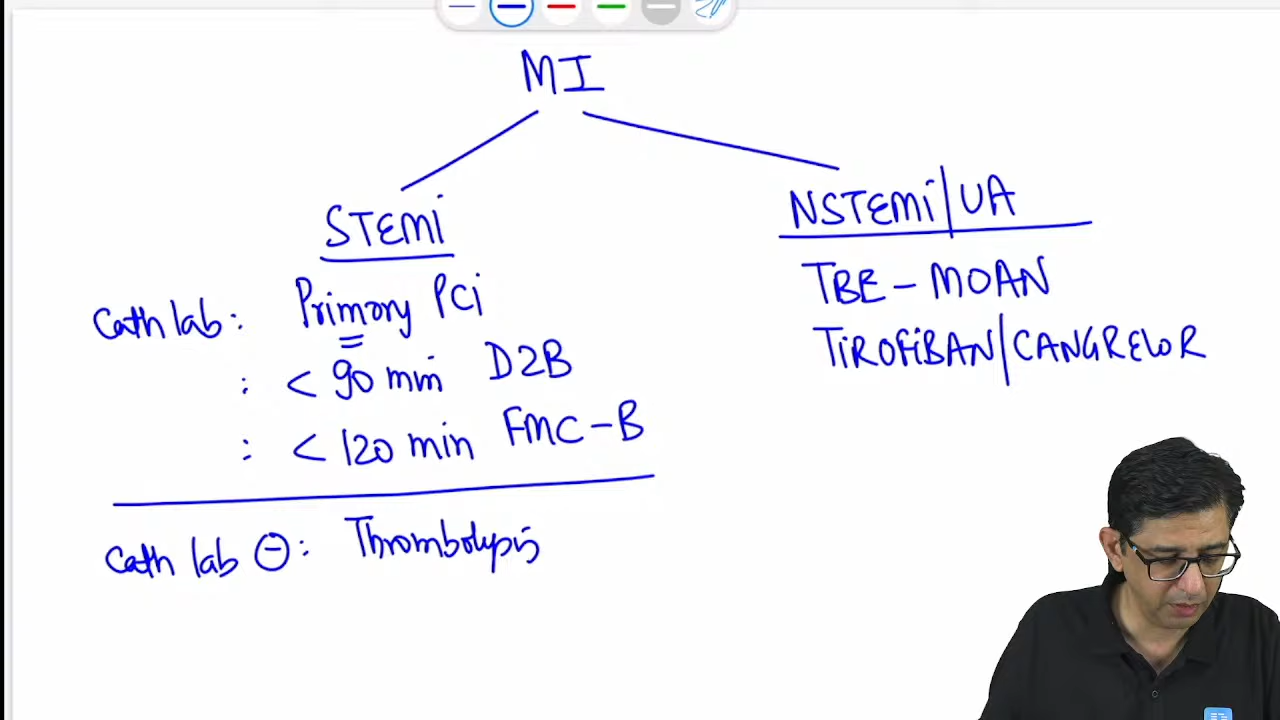 MI
STEMI
Cath lab: Primary PCI
: < 90 min D2B
: < 120 min FMC-B
Cath lab ⊖: Thrombolysis
NSTEMI/UA
TBE - MOAN
TIROFIBAN/CANGRELOR